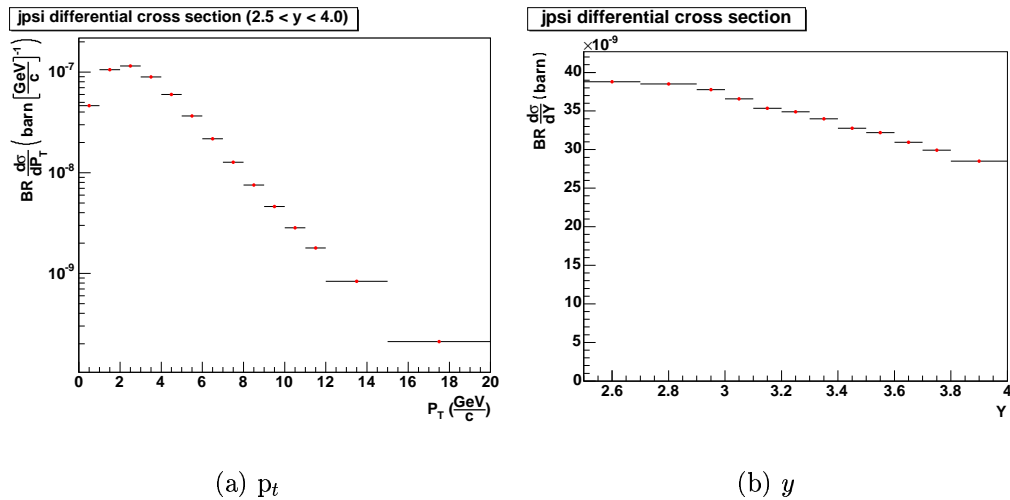 jpsi differential cross section (2.5 < y < 4.0)
BR dσ/dP_T (barn [GeV/c]^-1)
10^-7
10^-8
10^-9
0 2 4 6 8 10 12 14 16 18 20
P_T (GeV/c)
(a) p_t
jpsi differential cross section
×10^-9
BR dσ/dY (barn)
40
35
30
25
20
15
10
5
0
2.6 2.8 3 3.2 3.4 3.6 3.8 4
Y
(b) y